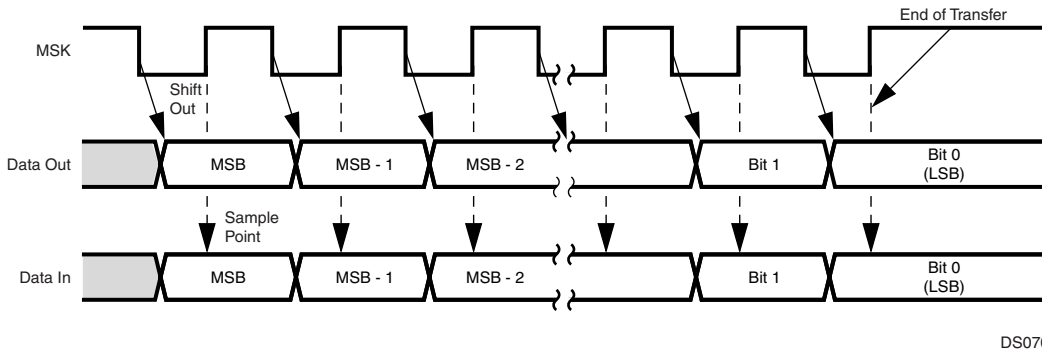 End of Transfer
MSK
Shift
Out
Data Out
MSB
MSB - 1
MSB - 2
Bit 1
Bit 0
(LSB)
Sample
Point
Data In
MSB
MSB - 1
MSB - 2
Bit 1
Bit 0
(LSB)